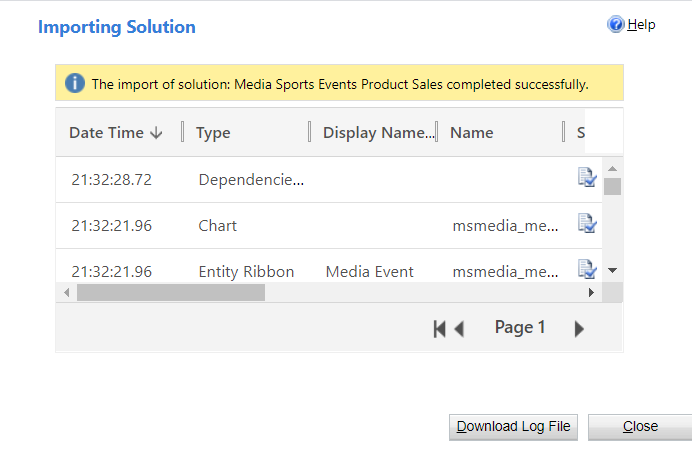 Importing Solution
Help
The import of solution: Media Sports Events Product Sales completed successfully.
Date Time Type Display Name... Name S
21:32:28.72 Dependencie...
21:32:21.96 Chart msmedia_me...
21:32:21.96 Entity Ribbon Media Event msmedia_me...
Page 1
Download Log File Close